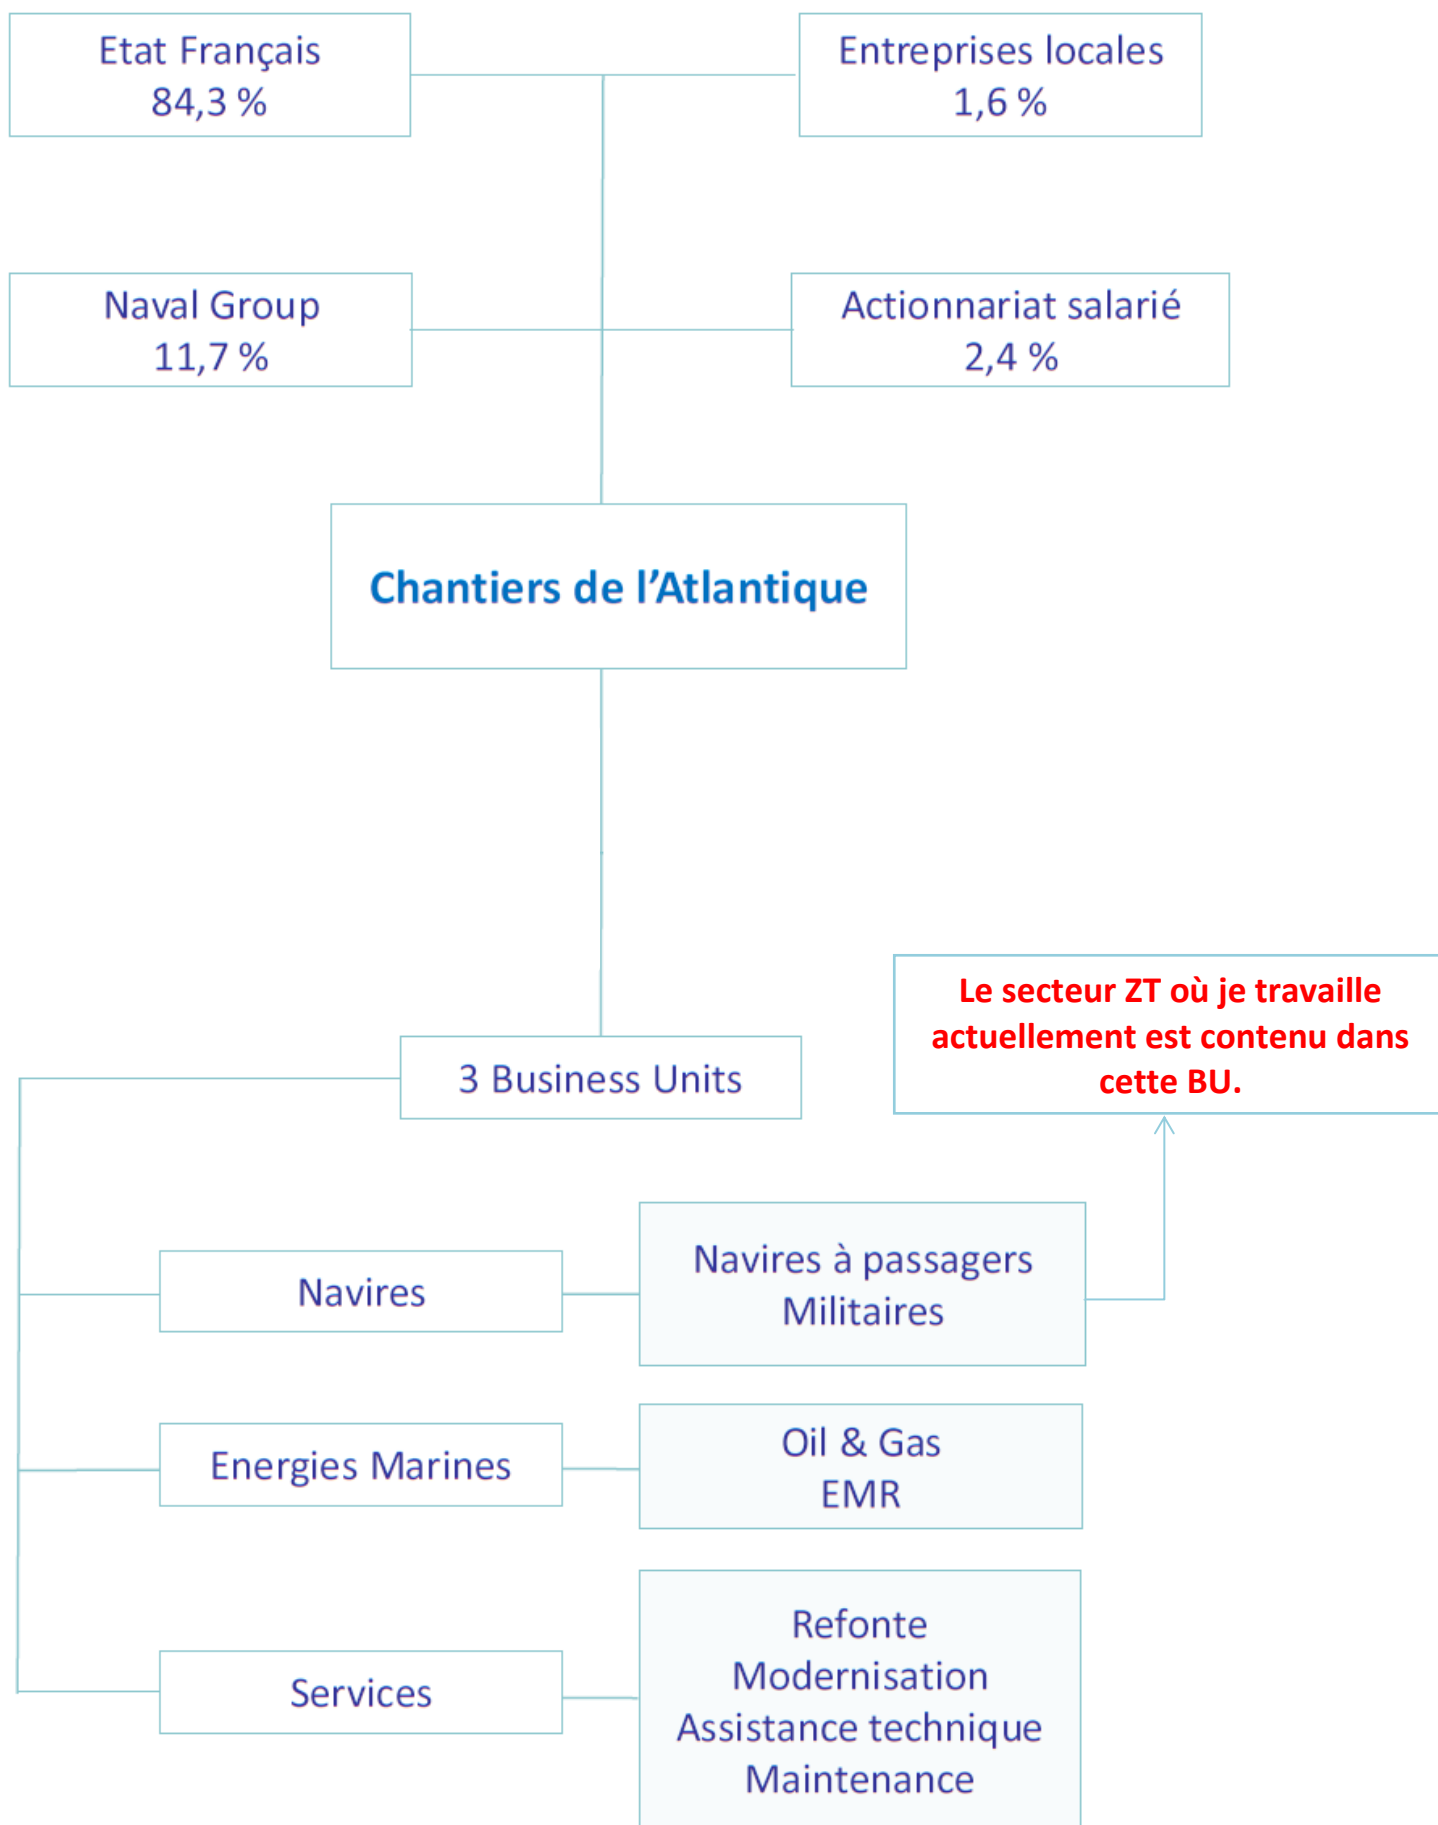 Etat Français
84,3 %
Entreprises locales
1,6 %
Naval Group
11,7 %
Actionnariat salarié
2,4 %
Chantiers de l’Atlantique
Le secteur ZT où je travaille
actuellement est contenu dans
cette BU.
3 Business Units
Navires
Navires à passagers
Militaires
Energies Marines
Oil & Gas
EMR
Services
Refonte
Modernisation
Assistance technique
Maintenance